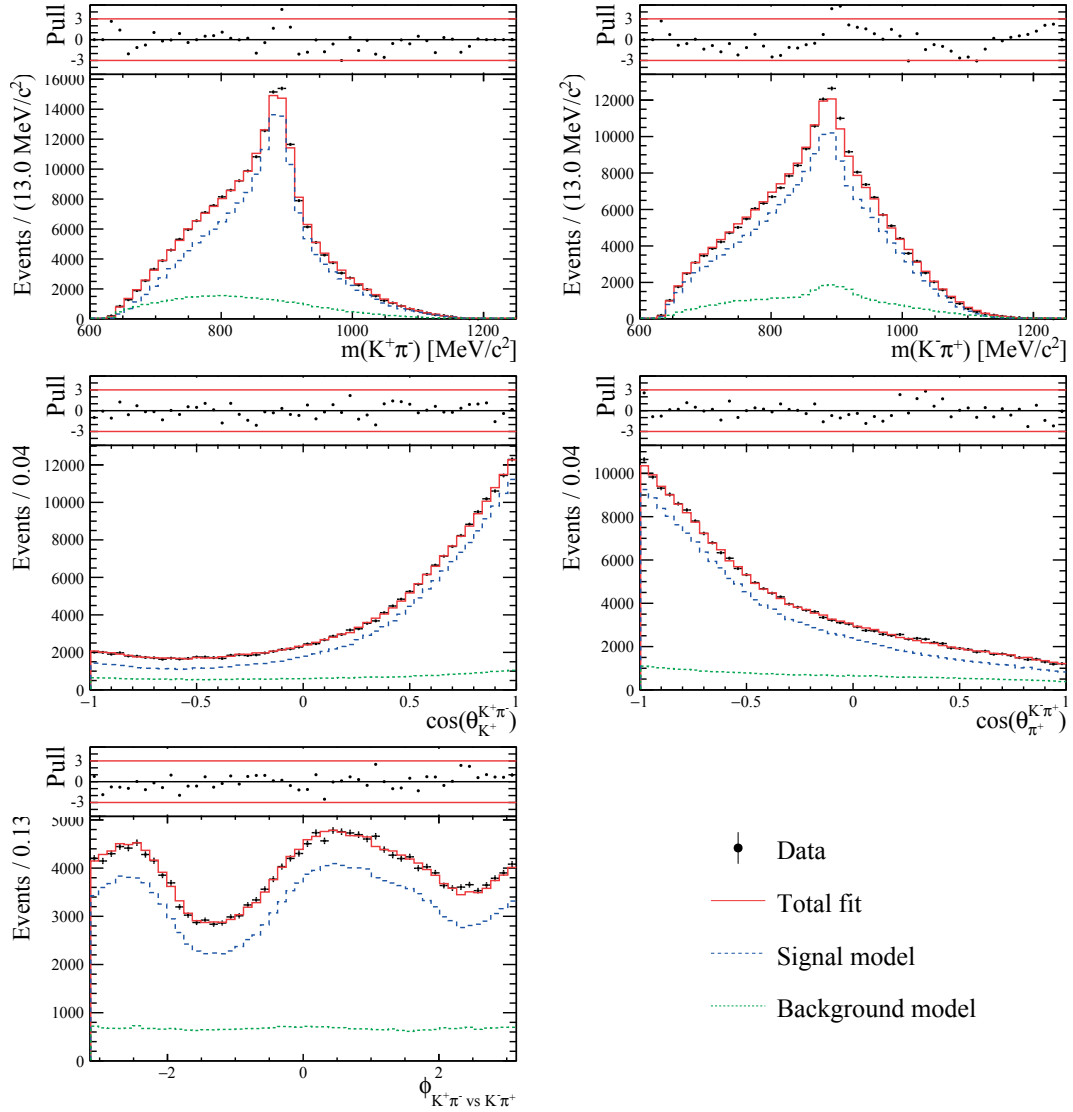 Pull
3
0
-3
Events / (13.0 MeV/c²)
16000
14000
12000
10000
8000
6000
4000
2000
0
600 800 1000 1200
m(K⁺π⁻) [MeV/c²]
Pull
3
0
-3
Events / (13.0 MeV/c²)
12000
10000
8000
6000
4000
2000
0
600 800 1000 1200
m(K⁻π⁺) [MeV/c²]
Pull
3
0
-3
Events / 0.04
12000
10000
8000
6000
4000
2000
0
−1 −0.5 0 0.5 1
cos(θ_{K⁺}^{K⁺π⁻})
Pull
3
0
-3
Events / 0.04
10000
8000
6000
4000
2000
0
−1 −0.5 0 0.5 1
cos(θ_{π⁺}^{K⁻π⁺})
Pull
3
0
-3
Events / 0.13
5000
4000
3000
2000
1000
0
−2 0 2
ϕ_{K⁺π⁻ vs K⁻π⁺}
Data
Total fit
Signal model
Background model